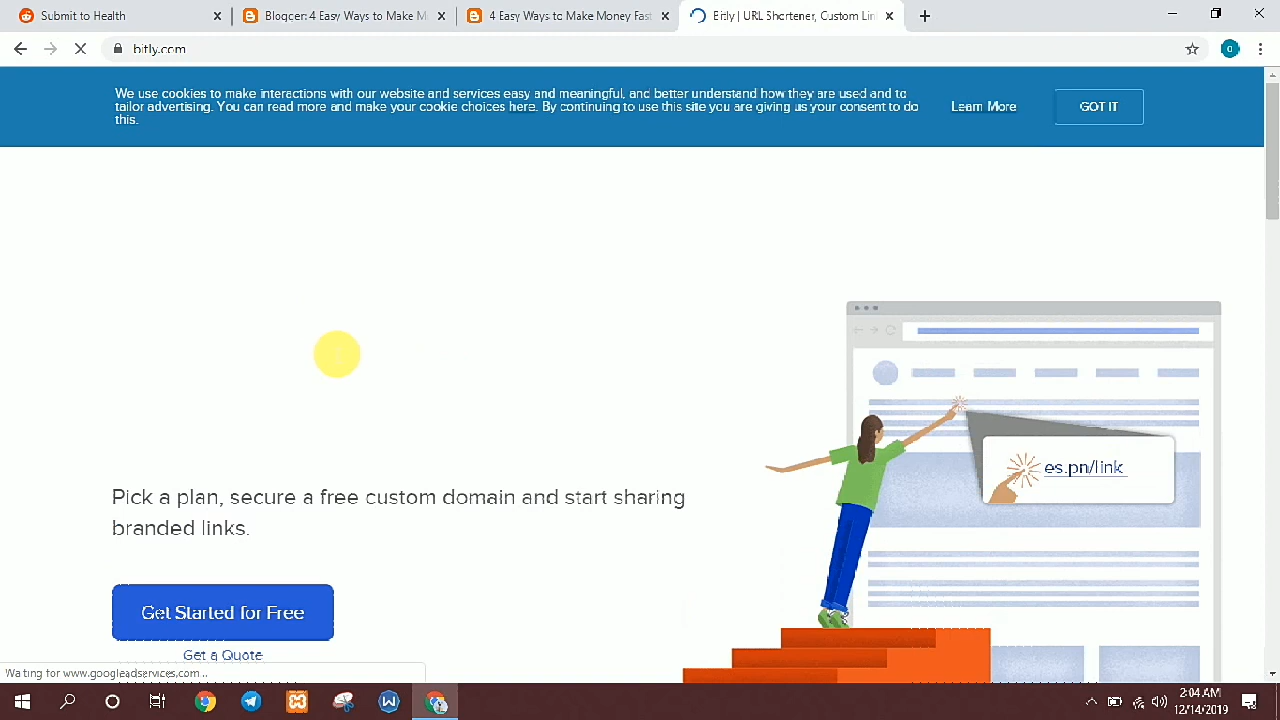 Submit to Health
Blogger: 4 Easy Ways to Make M
4 Easy Ways to Make Money Fast
Bitly | URL Shortener, Custom Lin
bitly.com
We use cookies to make interactions with our website and services easy and meaningful, and better understand how they are used and to
tailor advertising. You can read more and make your cookie choices here. By continuing to use this site you are giving us your consent to do
this.
Learn More
GOT IT
es.pn/link
Pick a plan, secure a free custom domain and start sharing
branded links.
Get Started for Free
Get a Quote
Waiting for www.googleadservices.com...
2:04 AM
12/14/2019